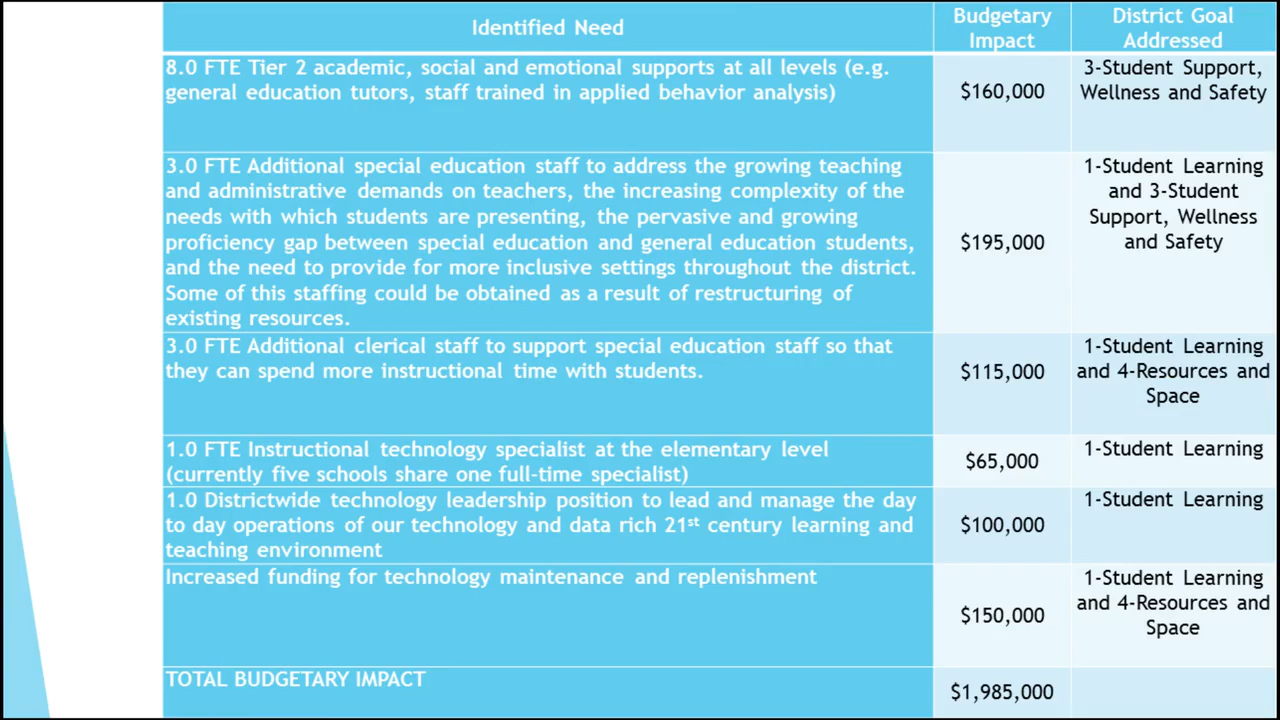 Identified Need
Budgetary
Impact
District Goal
Addressed
8.0 FTE Tier 2 academic, social and emotional supports at all levels (e.g.
general education tutors, staff trained in applied behavior analysis)
$160,000
3-Student Support,
Wellness and Safety
3.0 FTE Additional special education staff to address the growing teaching
and administrative demands on teachers, the increasing complexity of the
needs with which students are presenting, the pervasive and growing
proficiency gap between special education and general education students,
and the need to provide for more inclusive settings throughout the district.
Some of this staffing could be obtained as a result of restructuring of
existing resources.
$195,000
1-Student Learning
and 3-Student
Support, Wellness
and Safety
3.0 FTE Additional clerical staff to support special education staff so that
they can spend more instructional time with students.
$115,000
1-Student Learning
and 4-Resources and
Space
1.0 FTE Instructional technology specialist at the elementary level
(currently five schools share one full-time specialist)
$65,000
1-Student Learning
1.0 Districtwide technology leadership position to lead and manage the day
to day operations of our technology and data rich 21st century learning and
teaching environment
$100,000
1-Student Learning
Increased funding for technology maintenance and replenishment
$150,000
1-Student Learning
and 4-Resources and
Space
TOTAL BUDGETARY IMPACT
$1,985,000